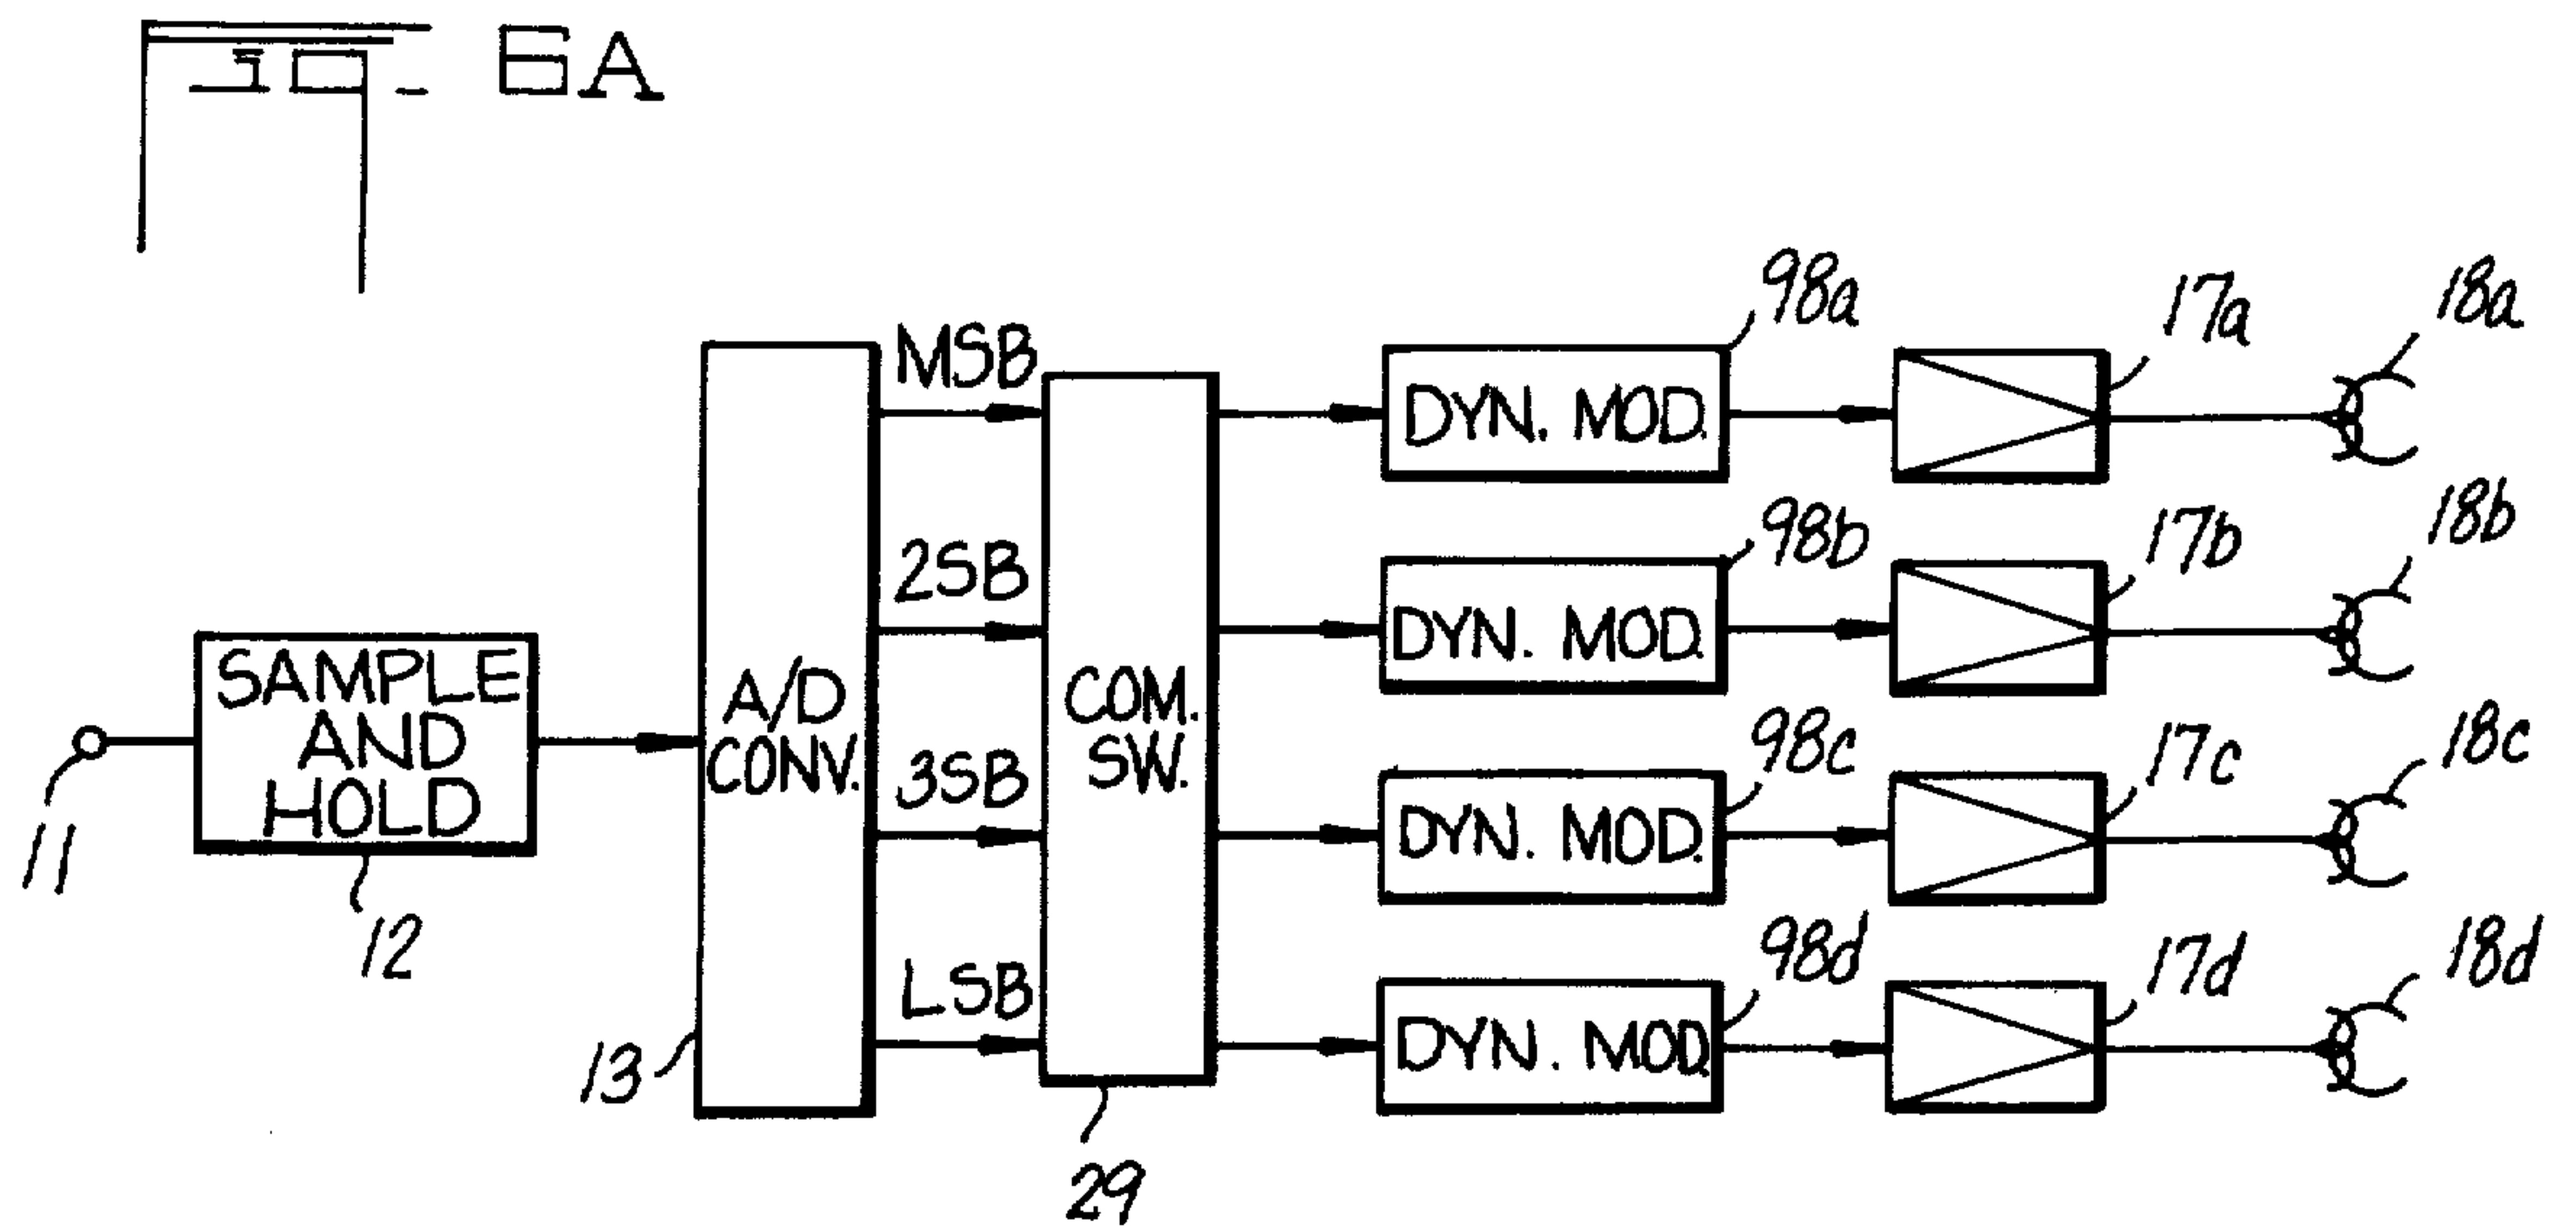 Fig. 6A
98a
17a
18a
MSB
DYN. MOD.
98b
17b
18b
2SB
DYN. MOD.
SAMPLE
AND
HOLD
A/D
CONV.
COM.
SW.
98c
17c
18c
3SB
DYN. MOD.
11
12
98d
17d
18d
LSB
DYN. MOD.
13
29